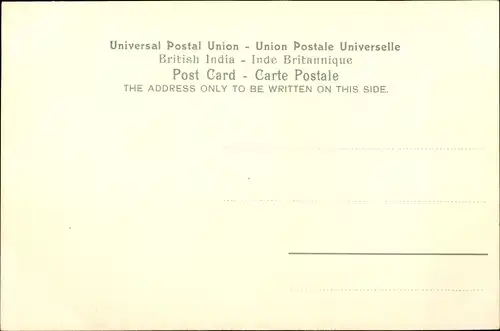 Universal Postal Union - Union Postale Universelle
British India - Inde Britannique
Post Card - Carte Postale
THE ADDRESS ONLY TO BE WRITTEN ON THIS SIDE.